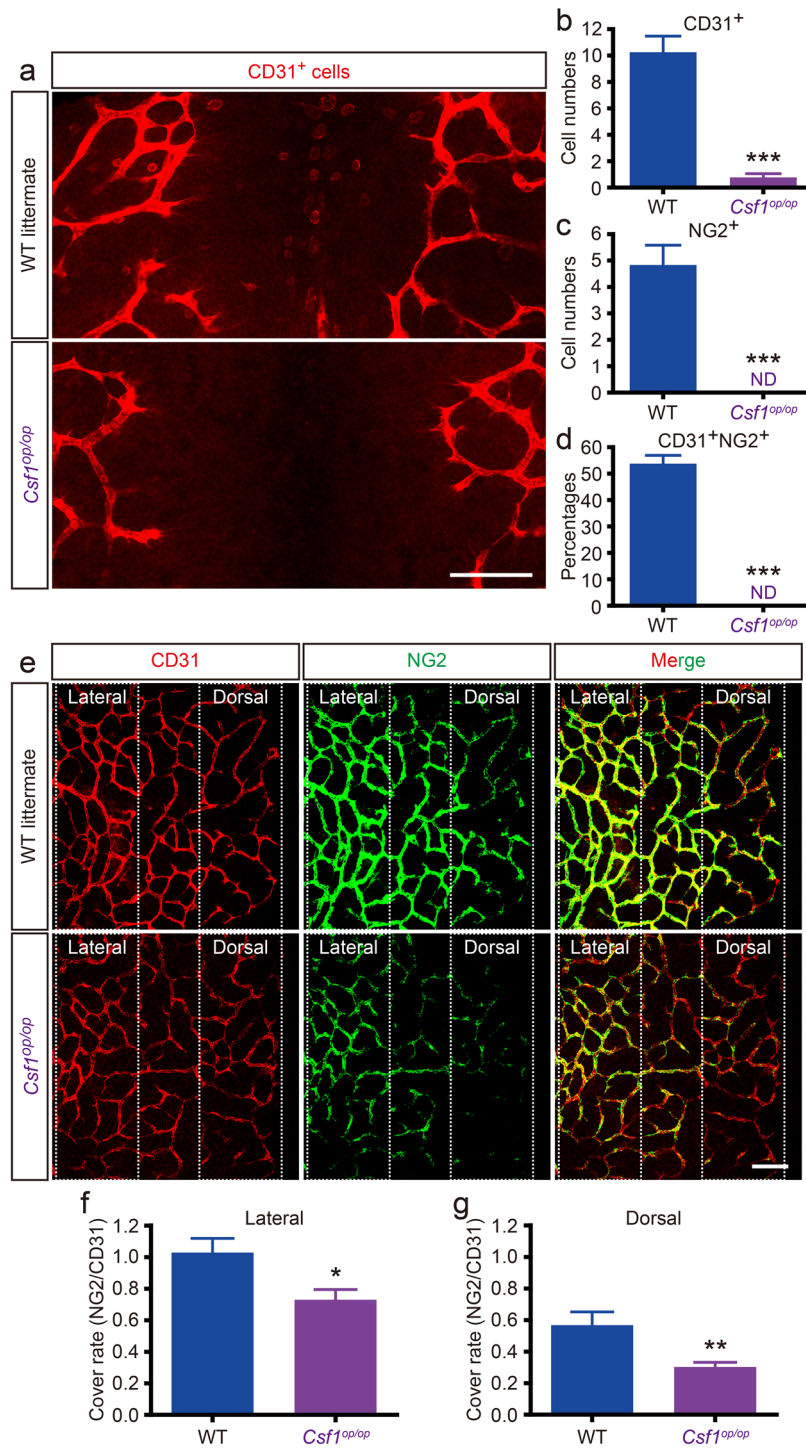 a
CD31⁺ cells
WT littermate
Csf1ᵒᵖ/ᵒᵖ
b
CD31⁺
Cell numbers
12
10
8
6
4
2
0
***
WT
Csf1ᵒᵖ/ᵒᵖ
c
NG2⁺
Cell numbers
6
5
4
3
2
1
0
***
ND
WT
Csf1ᵒᵖ/ᵒᵖ
d
CD31⁺NG2⁺
Percentages
60
50
40
30
20
10
0
***
ND
WT
Csf1ᵒᵖ/ᵒᵖ
e
CD31
NG2
Merge
WT littermate
Lateral
Dorsal
Lateral
Dorsal
Lateral
Dorsal
Csf1ᵒᵖ/ᵒᵖ
Lateral
Dorsal
Lateral
Dorsal
Lateral
Dorsal
f
Lateral
Cover rate (NG2/CD31)
1.2
1.0
0.8
0.6
0.4
0.2
0.0
*
WT
Csf1ᵒᵖ/ᵒᵖ
g
Dorsal
Cover rate (NG2/CD31)
1.2
1.0
0.8
0.6
0.4
0.2
0.0
**
WT
Csf1ᵒᵖ/ᵒᵖ